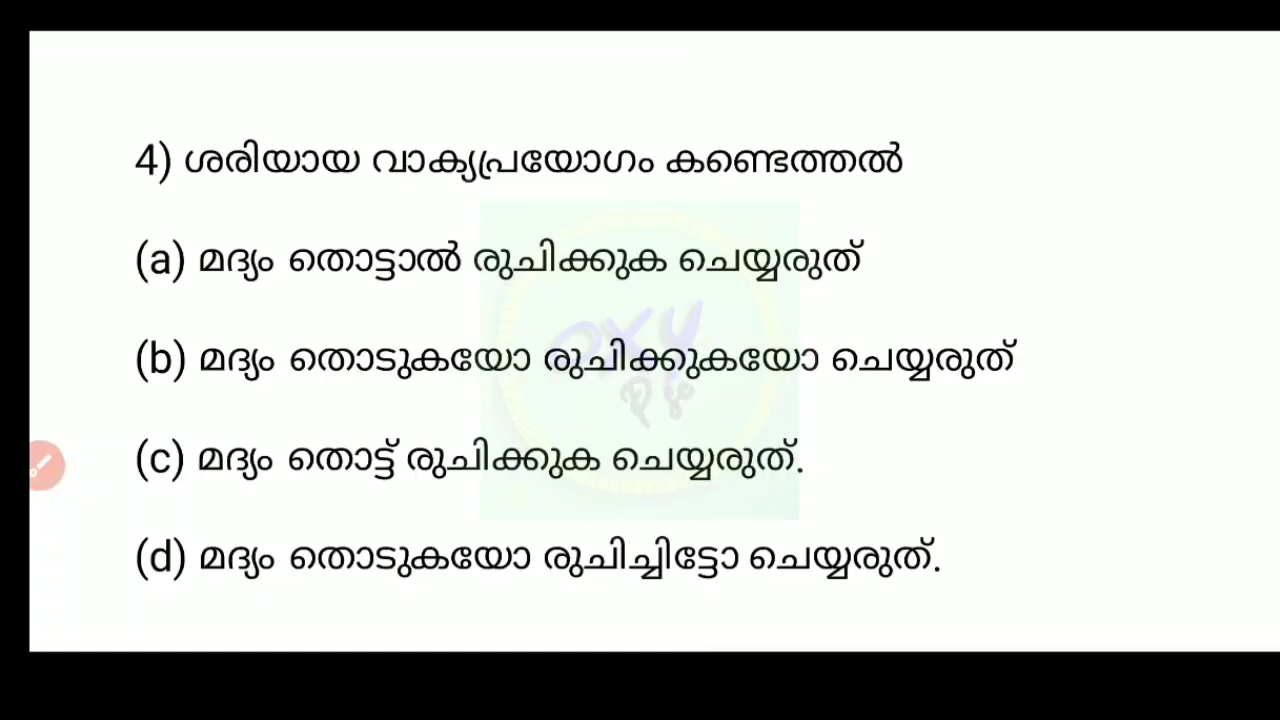 4) ശരിയായ വാക്യപ്രയോഗം കണ്ടെത്തൽ
(a) മദ്യം തൊട്ടാൽ രുചിക്കുക ചെയ്യരുത്
(b) മദ്യം തൊടുകയോ രുചിക്കുകയോ ചെയ്യരുത്
(c) മദ്യം തൊട്ട് രുചിക്കുക ചെയ്യരുത്.
(d) മദ്യം തൊടുകയോ രുചിച്ചിട്ടോ ചെയ്യരുത്.